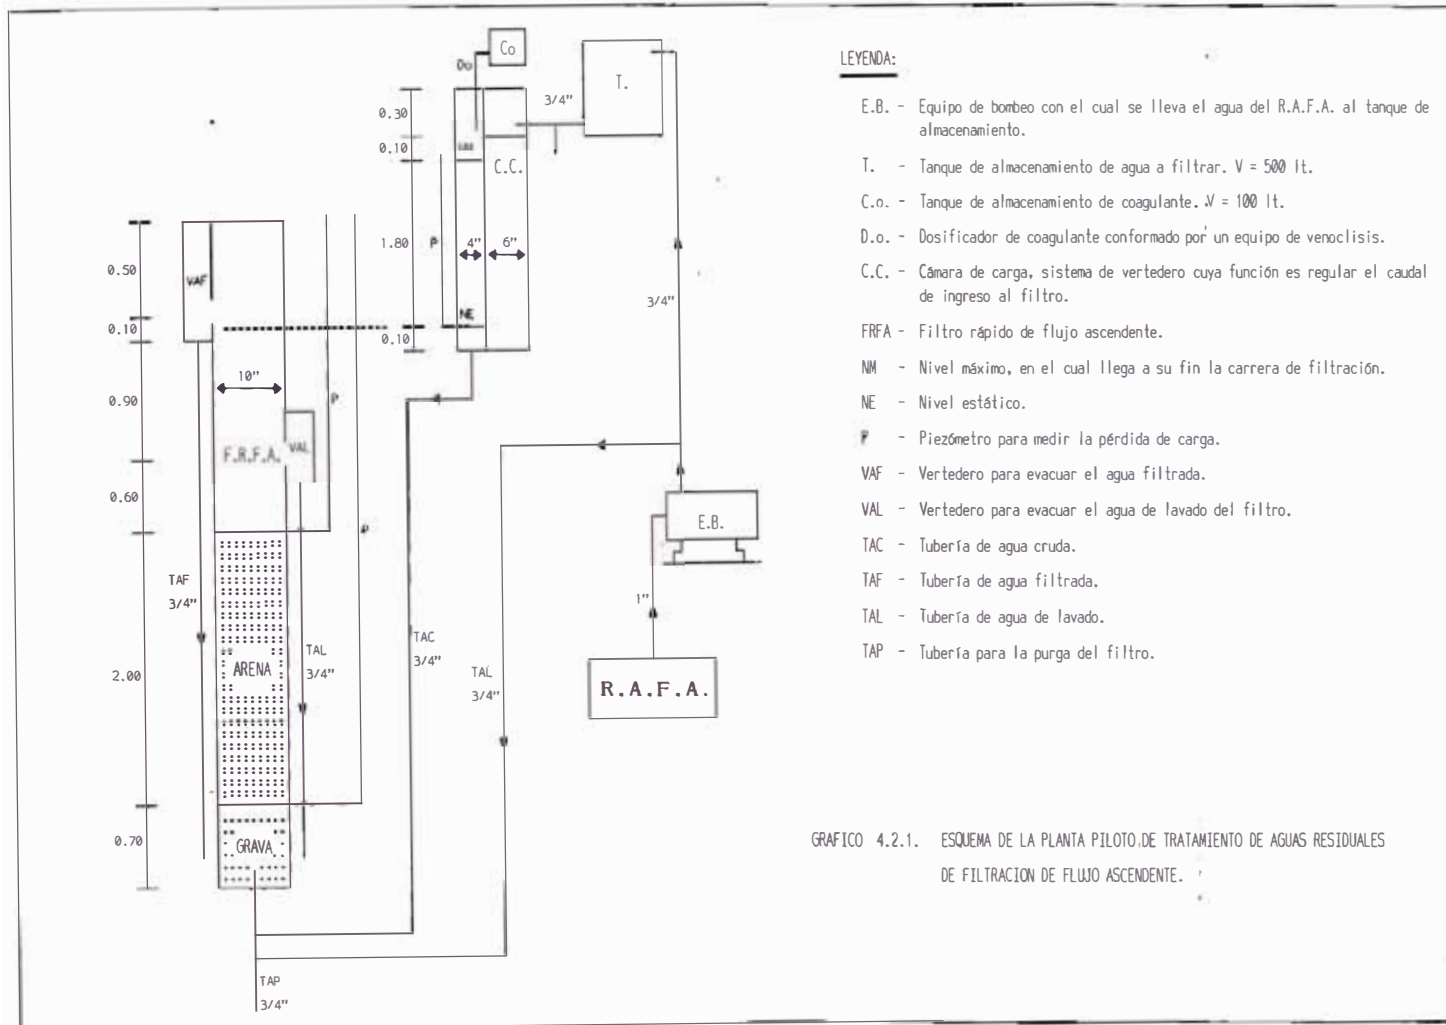 Co
Do
T.
3/4"
0.30
0.10
NM
C.C.
1.80
P
4"
6"
NE
0.10
3/4"
0.50
VAF
0.10
10"
0.90
P
F.R.F.A.
VAL
0.60
P
E.B.
1"
R.A.F.A.
TAF
3/4"
ARENA
TAL
3/4"
TAC
3/4"
TAL
3/4"
2.00
0.70
GRAVA
TAP
3/4"
LEYENDA:
E.B. - Equipo de bombeo con el cual se lleva el agua del R.A.F.A. al tanque de
almacenamiento.
T. - Tanque de almacenamiento de agua a filtrar. V = 500 lt.
C.o. - Tanque de almacenamiento de coagulante. V = 100 lt.
D.o. - Dosificador de coagulante conformado por un equipo de venoclisis.
C.C. - Cámara de carga, sistema de vertedero cuya función es regular el caudal
de ingreso al filtro.
FRFA - Filtro rápido de flujo ascendente.
NM - Nivel máximo, en el cual llega a su fin la carrera de filtración.
NE - Nivel estático.
P - Piezómetro para medir la pérdida de carga.
VAF - Vertedero para evacuar el agua filtrada.
VAL - Vertedero para evacuar el agua de lavado del filtro.
TAC - Tubería de agua cruda.
TAF - Tubería de agua filtrada.
TAL - Tubería de agua de lavado.
TAP - Tubería para la purga del filtro.
GRAFICO 4.2.1. ESQUEMA DE LA PLANTA PILOTO DE TRATAMIENTO DE AGUAS RESIDUALES
DE FILTRACION DE FLUJO ASCENDENTE.